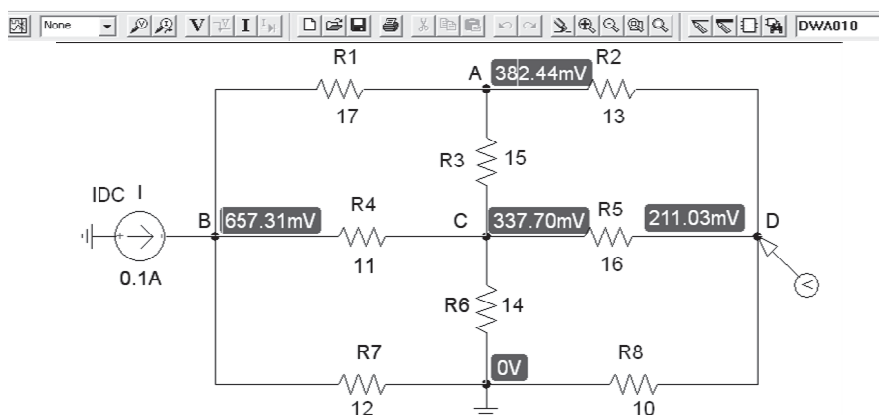 None V I DWA010
R1 A 382.44mV R2
17 13
R3 15
IDC I
B 657.31mV R4 C 337.70mV R5 211.03mV D
0.1A 11 16
R6 14
R7 0V R8
12 10